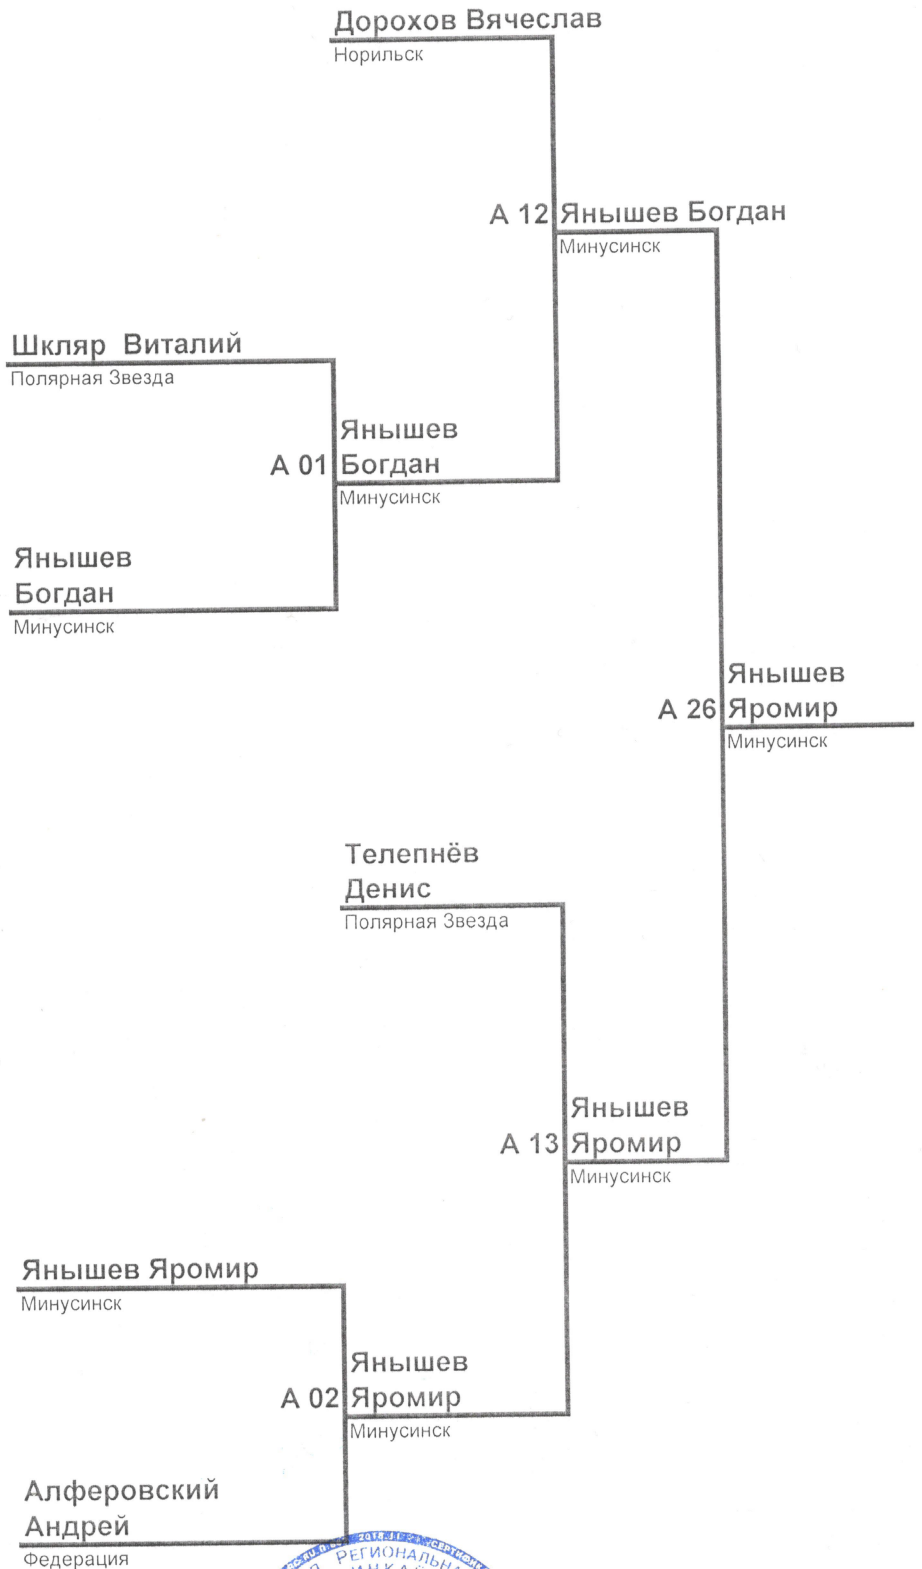 Дорохов Вячеслав
Норильск
А 12 Янышев Богдан
Минусинск
Шкляр Виталий
Полярная Звезда
Янышев
А 01 Богдан
Минусинск
Янышев
Богдан
Минусинск
Янышев
А 26 Яромир
Минусинск
Телепнёв
Денис
Полярная Звезда
Янышев
А 13 Яромир
Минусинск
Янышев Яромир
Минусинск
Янышев
А 02 Яромир
Минусинск
Алферовский
Андрей
Федерация
РЕГИОНАЛЬНА